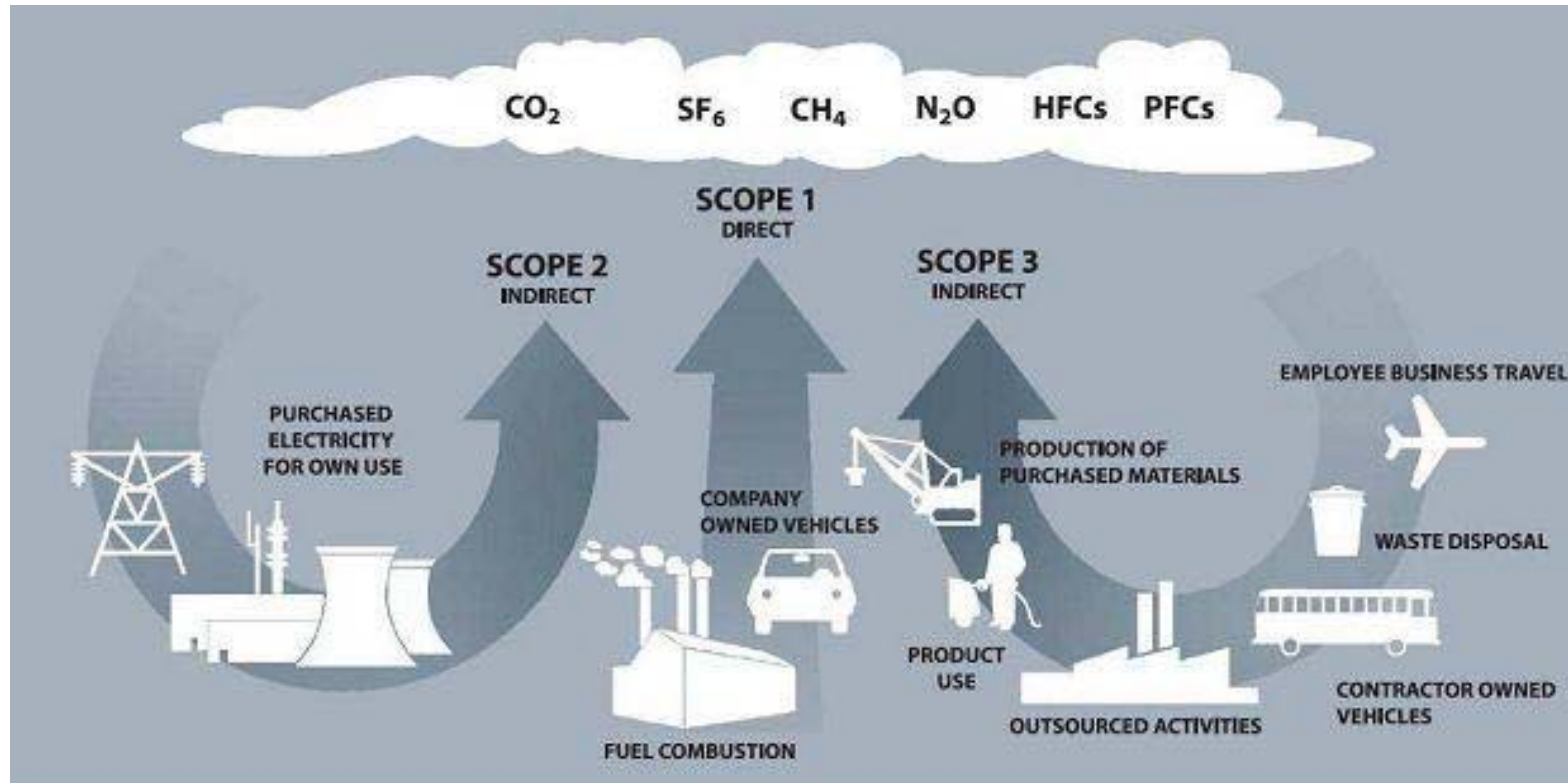 CO₂ SF₆ CH₄ N₂O HFCs PFCs
SCOPE 1
DIRECT
SCOPE 2
INDIRECT
SCOPE 3
INDIRECT
PURCHASED
ELECTRICITY
FOR OWN USE
COMPANY
OWNED VEHICLES
FUEL COMBUSTION
PRODUCTION OF
PURCHASED MATERIALS
PRODUCT
USE
OUTSOURCED ACTIVITIES
EMPLOYEE BUSINESS TRAVEL
WASTE DISPOSAL
CONTRACTOR OWNED
VEHICLES